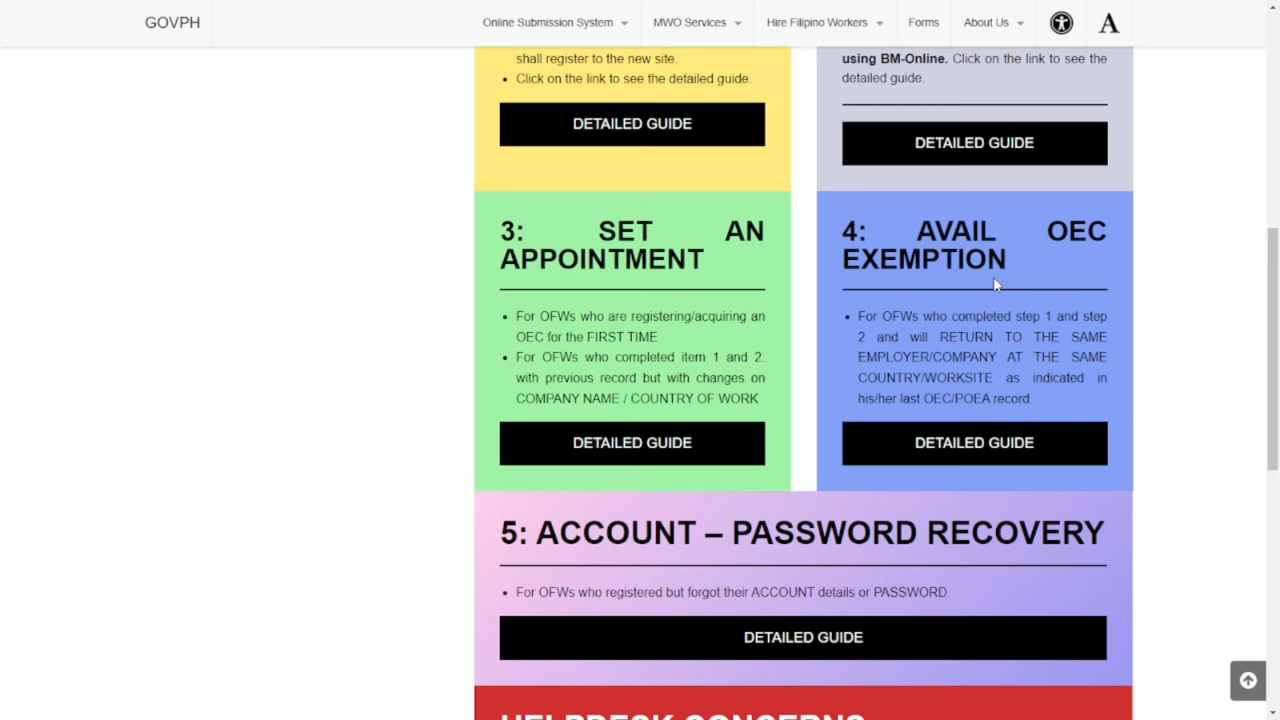 GOVPH
Online Submission System
MWO Services
Hire Filipino Workers
Forms
About Us
A
shall register to the new site.
• Click on the link to see the detailed guide.
DETAILED GUIDE
using BM-Online. Click on the link to see the
detailed guide.
DETAILED GUIDE
3: SET AN
APPOINTMENT
• For OFWs who are registering/acquiring an
OEC for the FIRST TIME
• For OFWs who completed item 1 and 2:
with previous record but with changes on
COMPANY NAME / COUNTRY OF WORK
DETAILED GUIDE
4: AVAIL OEC
EXEMPTION
• For OFWs who completed step 1 and step
2 and will RETURN TO THE SAME
EMPLOYER/COMPANY AT THE SAME
COUNTRY/WORKSITE as indicated in
his/her last OEC/POEA record.
DETAILED GUIDE
5: ACCOUNT – PASSWORD RECOVERY
• For OFWs who registered but forgot their ACCOUNT details or PASSWORD.
DETAILED GUIDE
HELPDESK CONCERNS